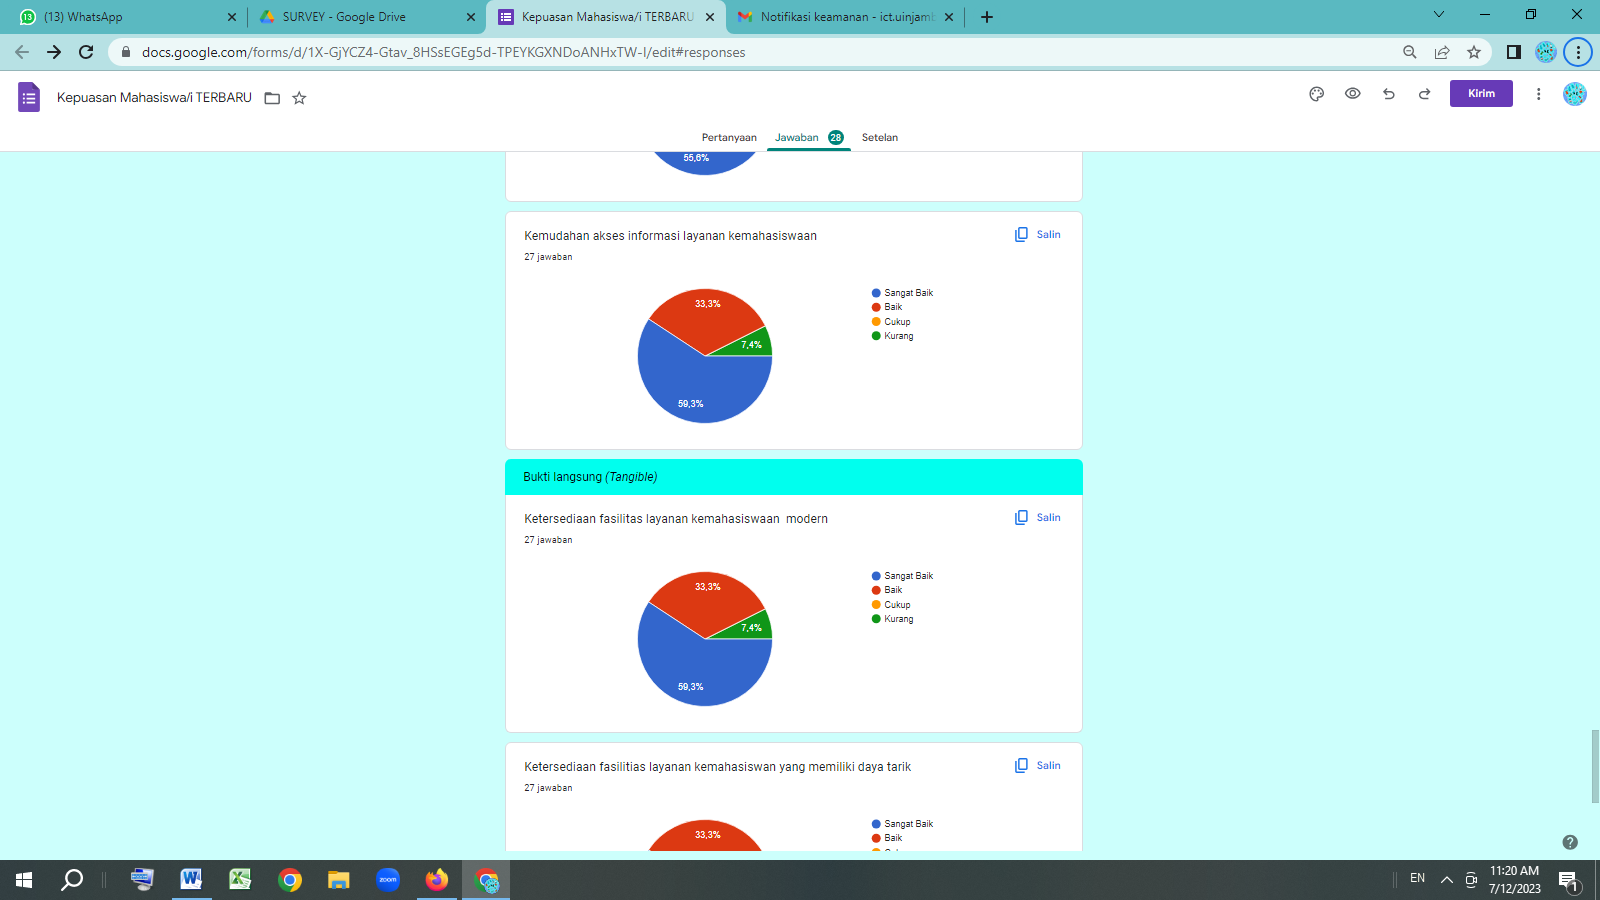 (13) WhatsApp
SURVEY - Google Drive
Kepuasan Mahasiswa/i TERBARU
Notifikasi keamanan - ict.uinjamb
docs.google.com/forms/d/1X-GjYCZ4-Gtav_8HSsEGEg5d-TPEYKGXNDoANHxTW-I/edit#responses
Kepuasan Mahasiswa/i TERBARU
Kirim
Pertanyaan
Jawaban 28
Setelan
55,6%
Kemudahan akses informasi layanan kemahasiswaan
Salin
27 jawaban
Sangat Baik
Baik
Cukup
Kurang
33,3%
7,4%
59,3%
Bukti langsung (Tangible)
Ketersediaan fasilitas layanan kemahasiswaan  modern
Salin
27 jawaban
Sangat Baik
Baik
Cukup
Kurang
33,3%
7,4%
59,3%
Ketersediaan fasilitias layanan kemahasiswan yang memiliki daya tarik
Salin
27 jawaban
Sangat Baik
Baik
33,3%
zoom
EN
11:20 AM
7/12/2023
1